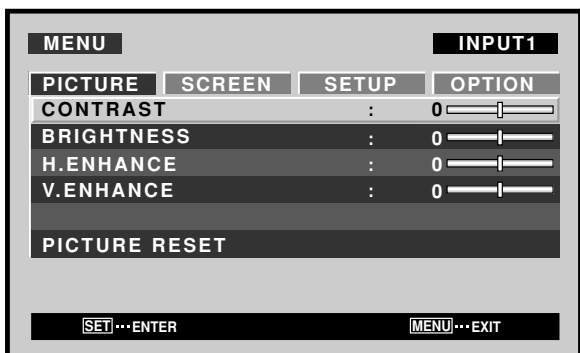 MENU INPUT1
PICTURE SCREEN SETUP OPTION
CONTRAST : 0
BRIGHTNESS : 0
H.ENHANCE : 0
V.ENHANCE : 0
PICTURE RESET
SET···ENTER MENU···EXIT